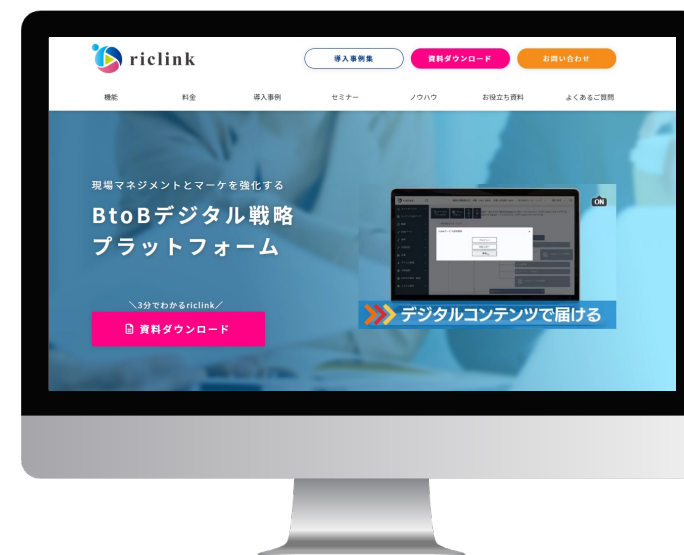 riclink
導入事例集
資料ダウンロード
お問い合わせ
機能
料金
導入事例
セミナー
ノウハウ
お役立ち資料
よくあるご質問
現場マネジメントとマーケを強化する
BtoBデジタル戦略
プラットフォーム
＼3分でわかるriclink／
資料ダウンロード
ON
デジタルコンテンツで届ける